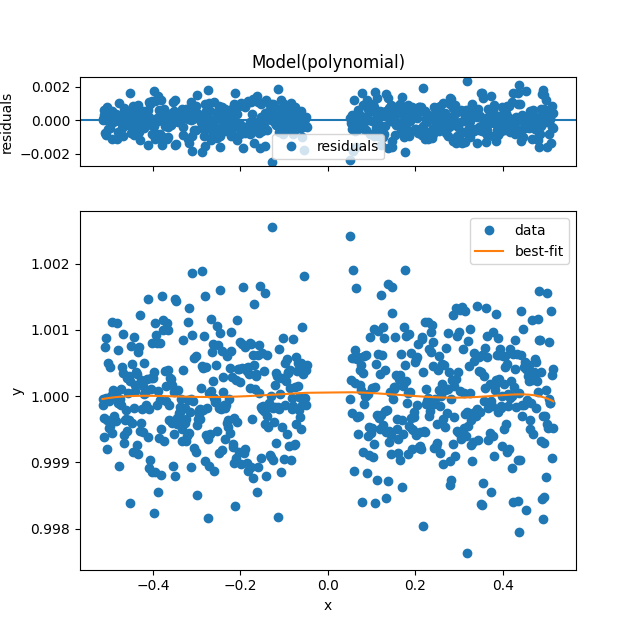 Model(polynomial)
0.002
0.000
−0.002
residuals
residuals
data
best-fit
1.002
1.001
1.000
0.999
0.998
y
−0.4
−0.2
0.0
0.2
0.4
x